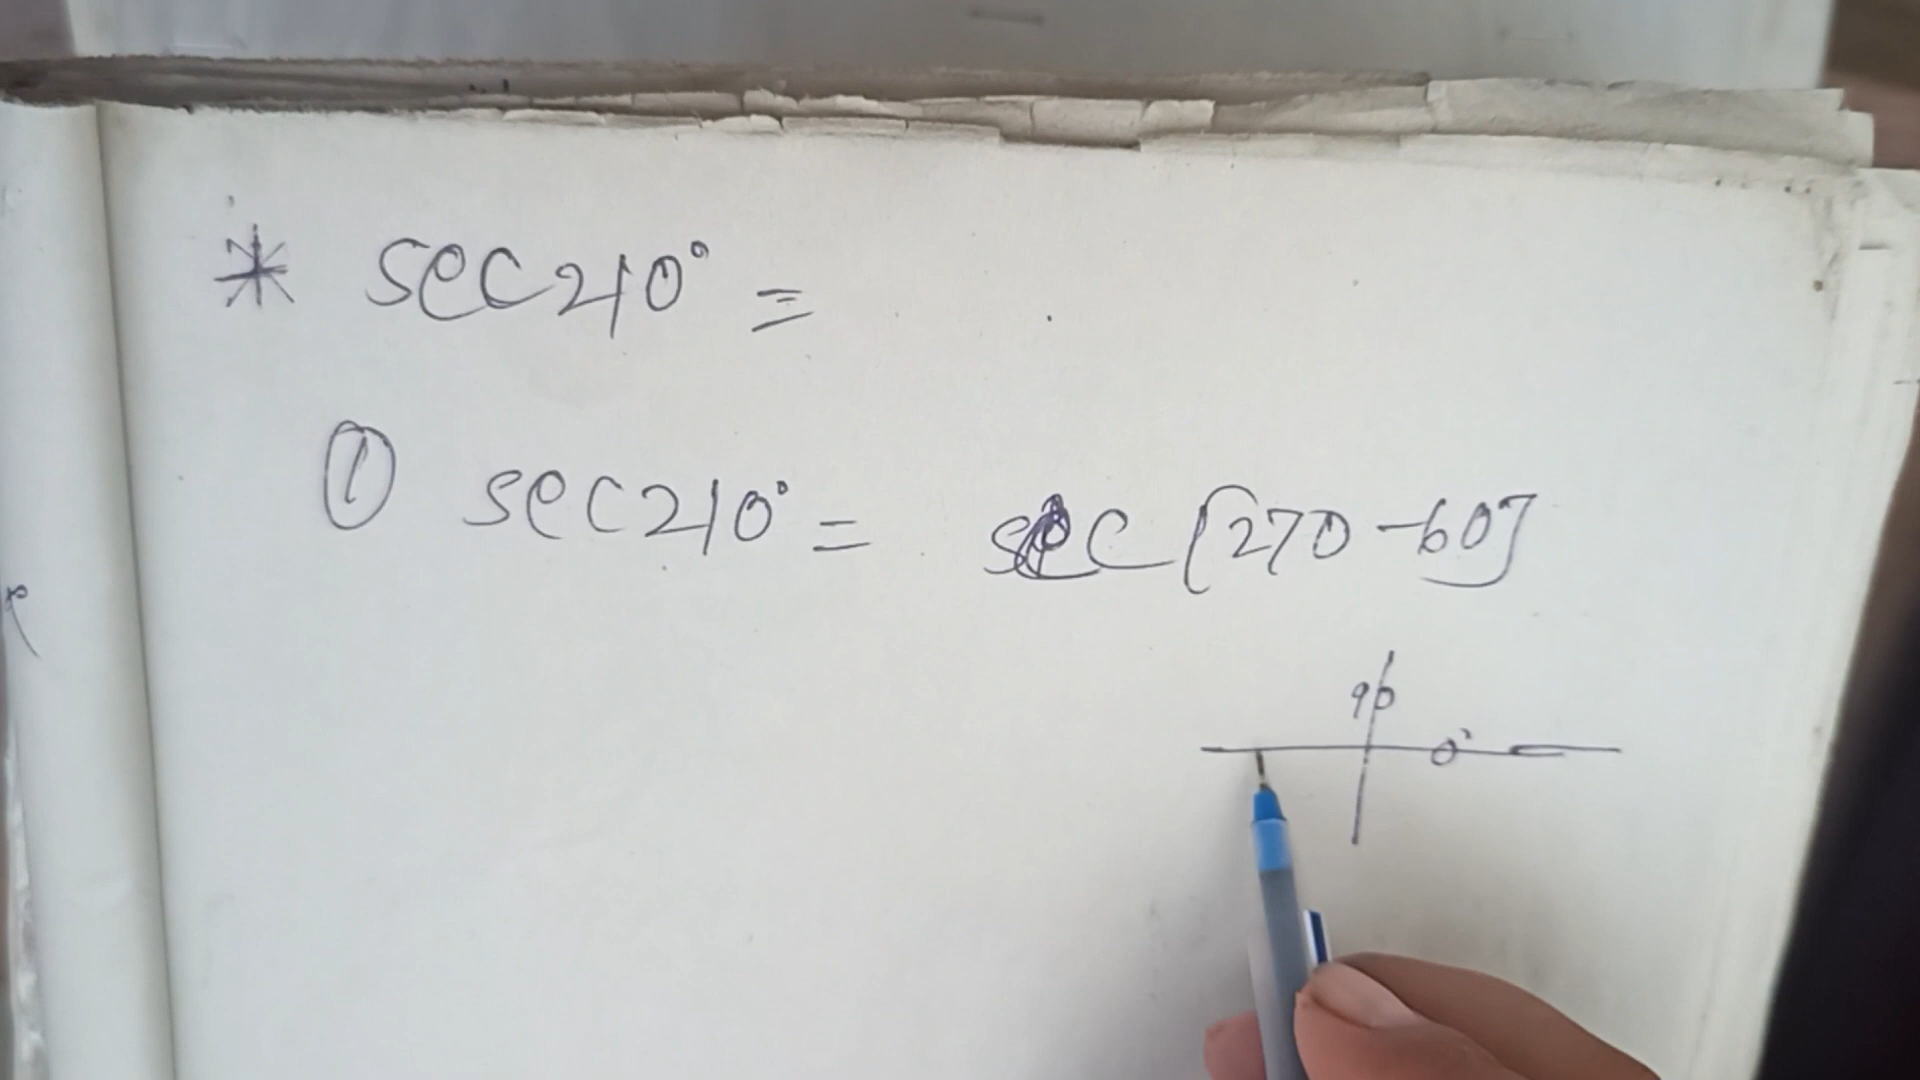 * sec210° =
① sec210° = sec[270-60]
90
0°